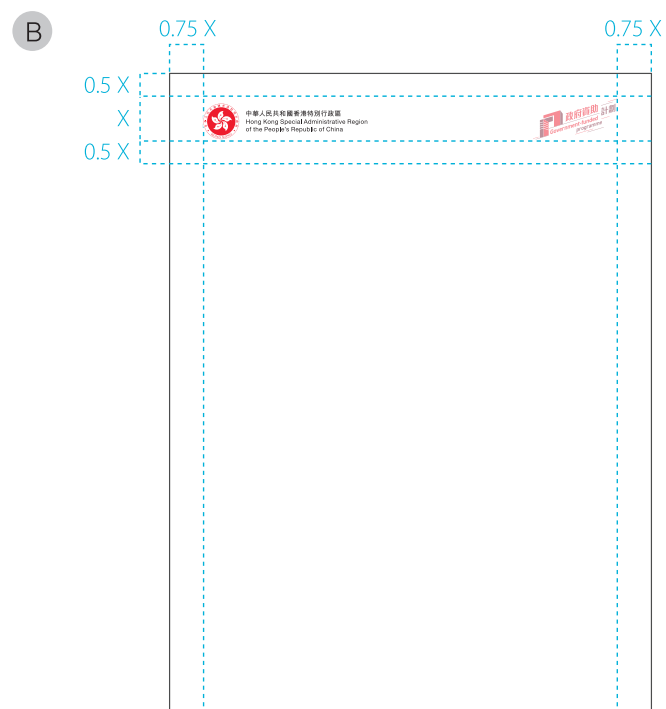 B
0.75 X
0.75 X
0.5 X
X
0.5 X
中華人民共和國香港特別行政區
Hong Kong Special Administrative Region
of the People's Republic of China
政府資助計劃
Government-funded
programme